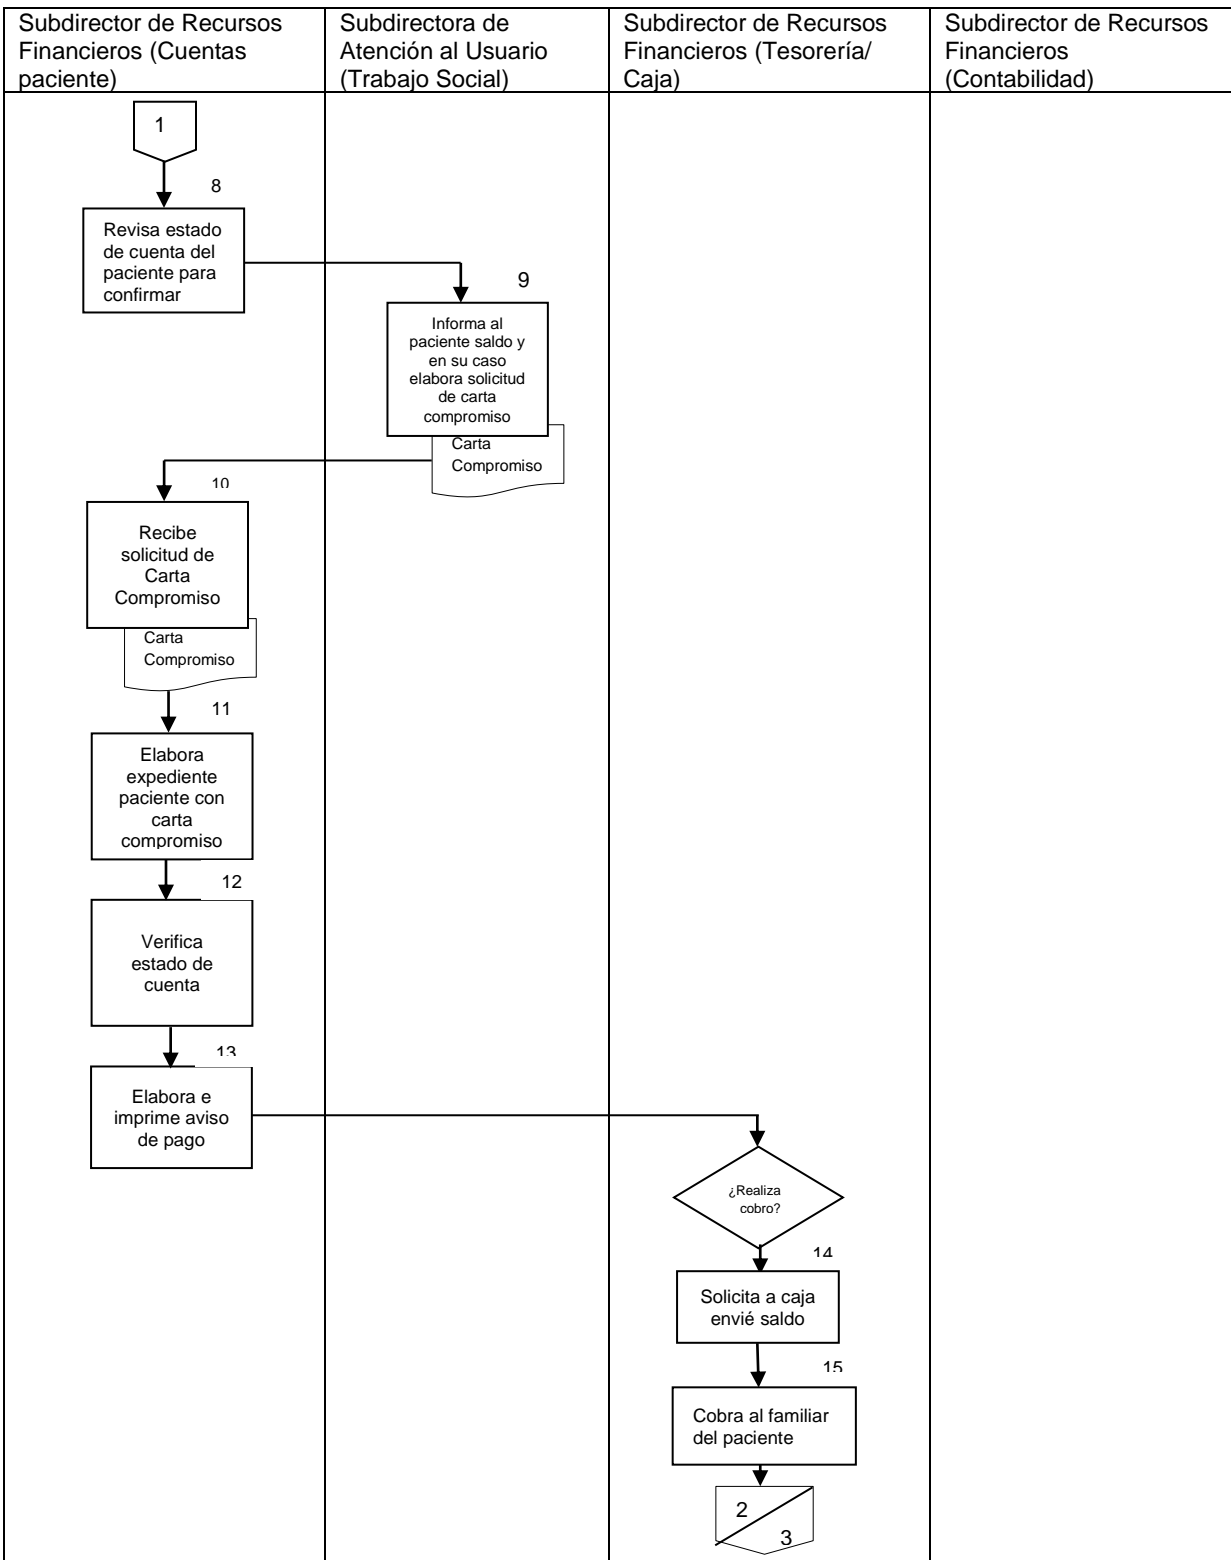 Subdirector de Recursos
Financieros (Cuentas
paciente)
Subdirectora de
Atención al Usuario
(Trabajo Social)
Subdirector de Recursos
Financieros (Tesorería/
Caja)
Subdirector de Recursos
Financieros
(Contabilidad)
1
8
Revisa estado
de cuenta del
paciente para
confirmar
9
Informa al
paciente saldo y
en su caso
elabora solicitud
de carta
compromiso
Carta
Compromiso
10
Recibe
solicitud de
Carta
Compromiso
Carta
Compromiso
11
Elabora
expediente
paciente con
carta
compromiso
12
Verifica
estado de
cuenta
13
Elabora e
imprime aviso
de pago
¿Realiza
cobro?
14
Solicita a caja
envié saldo
15
Cobra al familiar
del paciente
2
3